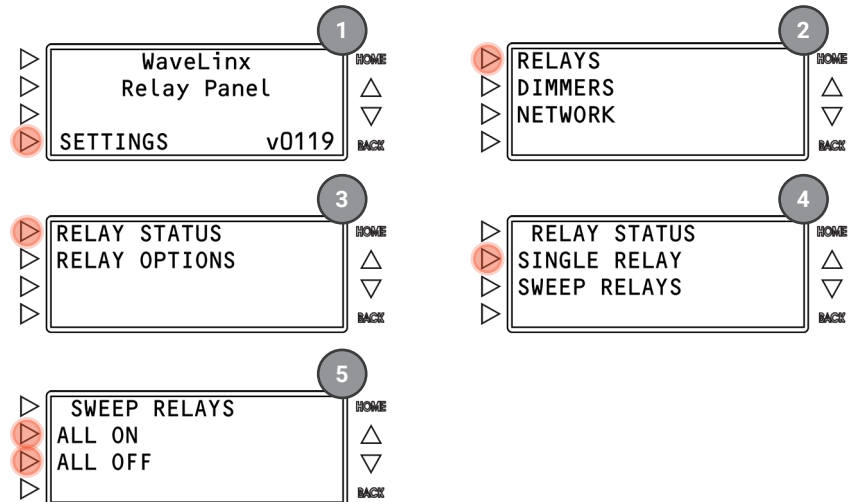 1
WaveLinx
Relay Panel
SETTINGS v0119
HOME
BACK
2
RELAYS
DIMMERS
NETWORK
HOME
BACK
3
RELAY STATUS
RELAY OPTIONS
HOME
BACK
4
RELAY STATUS
SINGLE RELAY
SWEEP RELAYS
HOME
BACK
5
SWEEP RELAYS
ALL ON
ALL OFF
HOME
BACK